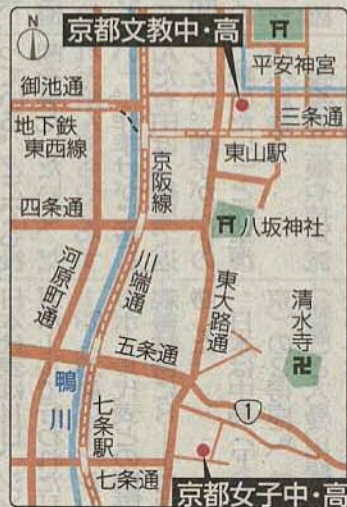 N
京都文教中・高
平安神宮
御池通
三条通
地下鉄
東西線
東山駅
京阪線
四条通
八坂神社
河原町通
川端通
東大路通
清水寺
五条通
鴨川
七条駅
1
七条通
京都女子中・高